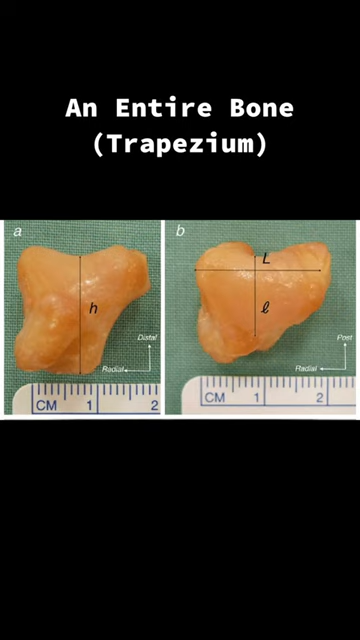 An Entire Bone
(Trapezium)
a
h
Distal
Radial
CM 1 2
b
L
ℓ
Post
Radial
CM 1 2